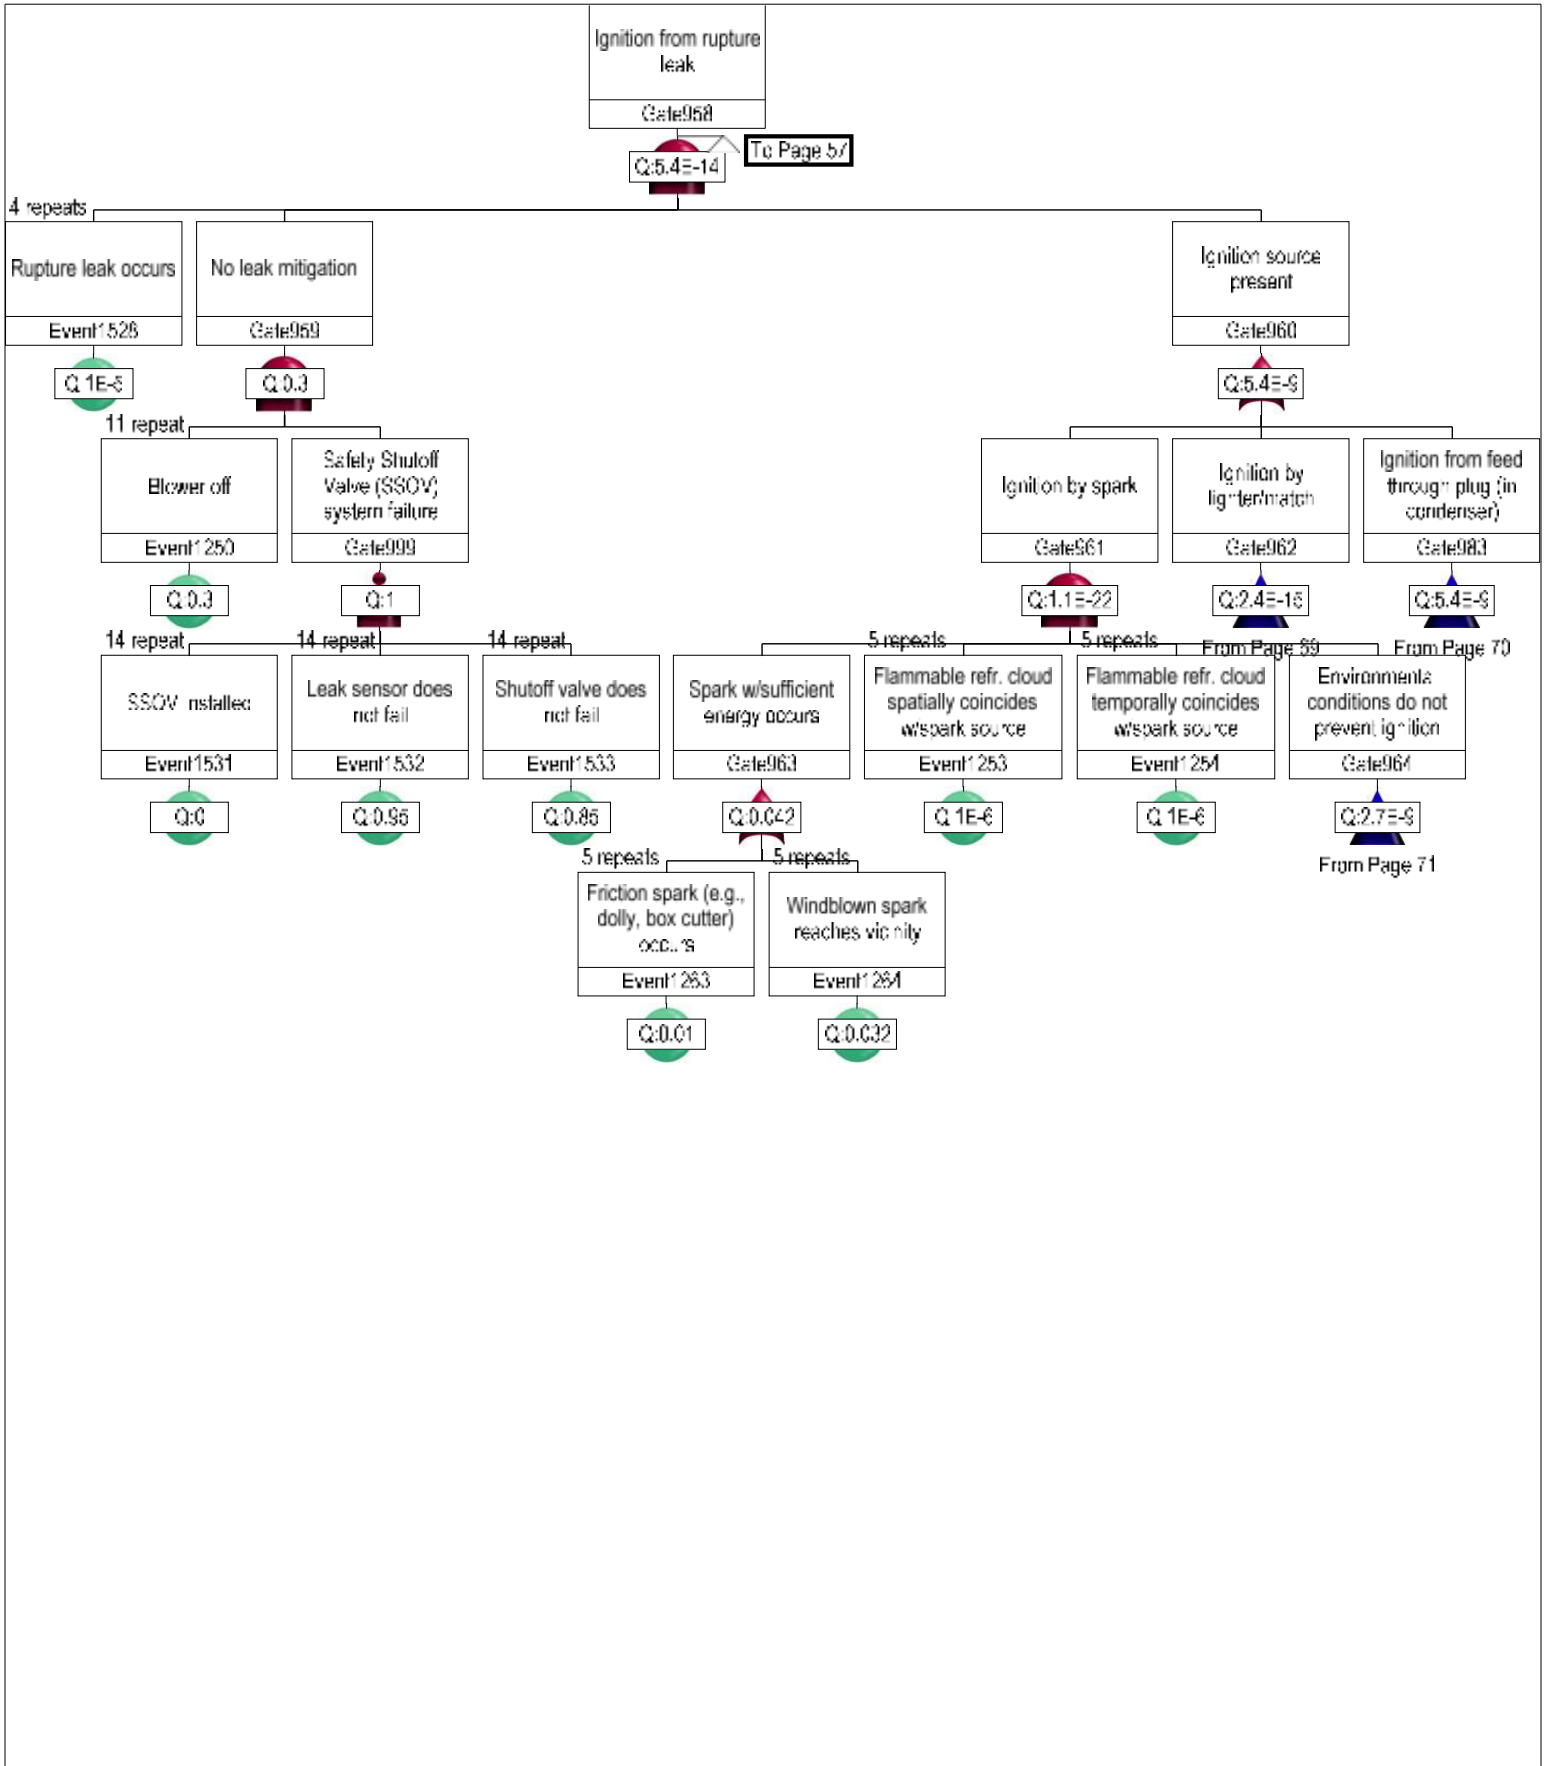 Ignition from rupture
leak
Gate958
To Page 57
Q:5.4E-14
4 repeats
Rupture leak occurs
Event1528
No leak mitigation
Gate959
Ignition source
present
Gate960
Q:0.3
Q:5.4E-9
11 repeat
Blower off
Event1250
Safety Shutoff
Valve (SSOV)
system failure
Gate999
Ignition by spark
Gate961
Ignition by
lighter/match
Gate962
Ignition from feed
through plug (in
condenser)
Gate983
Q:0.3
Q:1
Q:1.1E-22
Q:5.4E-9
From Page 70
14 repeat
14 repeat
14 repeat
5 repeats
5 repeats
SSOV installed
Event1531
Leak sensor does
not fail
Event1532
Shutoff valve does
not fail
Event1533
Spark w/sufficient
energy occurs
Gate963
Flammable refr. cloud
spatially coincides
w/spark source
Event1253
Flammable refr. cloud
temporally coincides
w/spark source
Event1254
Environmental
conditions do not
prevent ignition
Gate964
Q:0
Q:0.95
Q:0.85
Q:0.042
Q:1E-6
Q:1E-6
Q:2.7E-9
From Page 71
5 repeats
5 repeats
Friction spark (e.g.,
dolly, box cutter)
occurs
Event1263
Windblown spark
reaches vicinity
Event1264
Q:0.01
Q:0.032